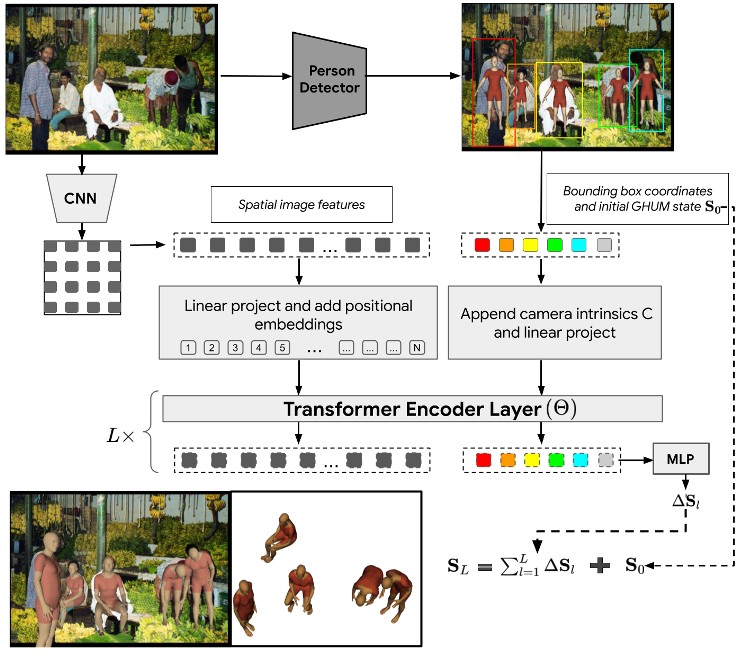 Person
Detector
CNN
Spatial image features
Bounding box coordinates
and initial GHUM state S₀
Linear project and add positional
embeddings
1 2 3 4 5 ... ... ... ... N
Append camera intrinsics C
and linear project
...
Transformer Encoder Layer (Θ)
L×
...
MLP
ΔSₗ
S_L = ∑ᴸₗ₌₁ ΔSₗ + S₀